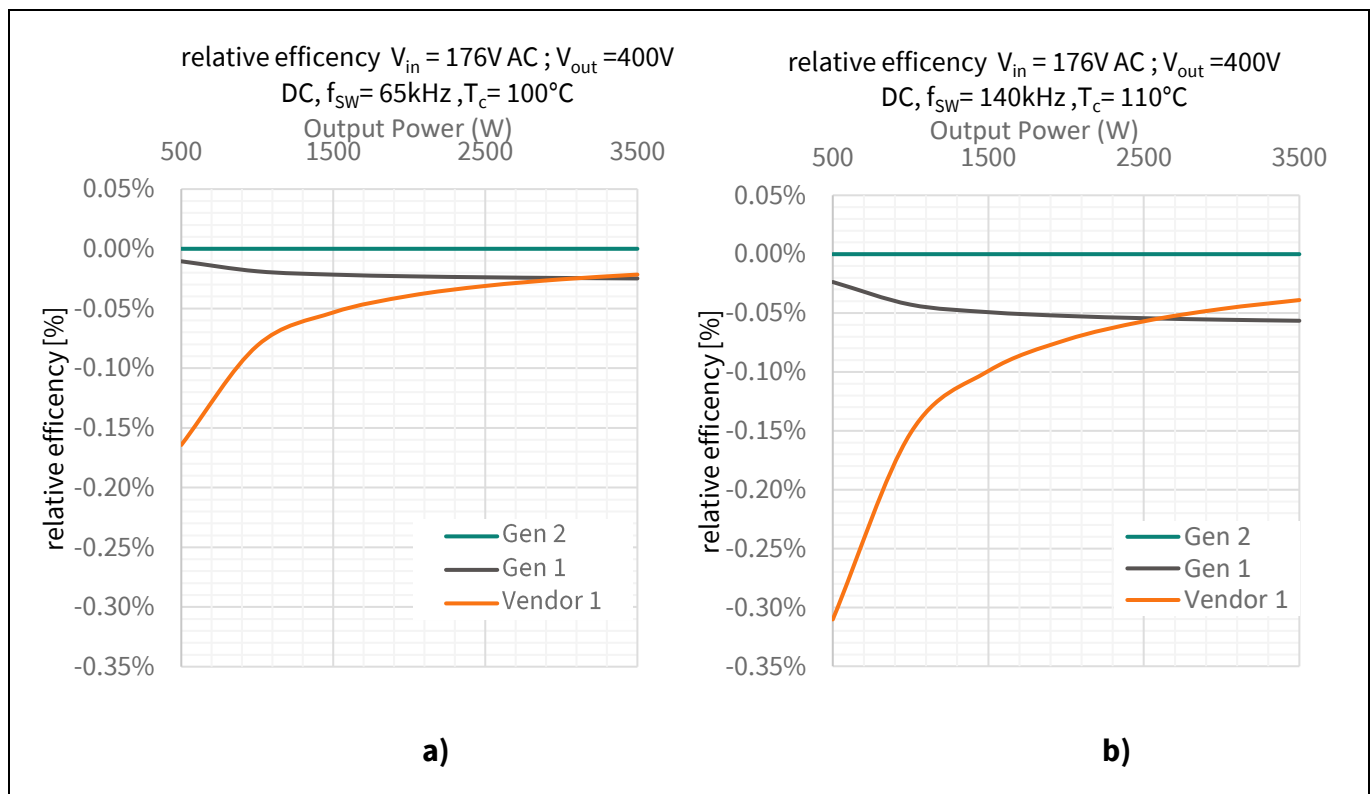 relative efficency V_in = 176V AC ; V_out =400V
DC, f_SW= 65kHz ,T_c= 100°C
Output Power (W)
500 1500 2500 3500
0.05%
0.00%
-0.05%
-0.10%
-0.15%
-0.20%
-0.25%
-0.30%
-0.35%
relative efficency [%]
Gen 2
Gen 1
Vendor 1
a)
relative efficency V_in = 176V AC ; V_out =400V
DC, f_SW= 140kHz ,T_c= 110°C
Output Power (W)
500 1500 2500 3500
0.05%
0.00%
-0.05%
-0.10%
-0.15%
-0.20%
-0.25%
-0.30%
-0.35%
relative efficency [%]
Gen 2
Gen 1
Vendor 1
b)